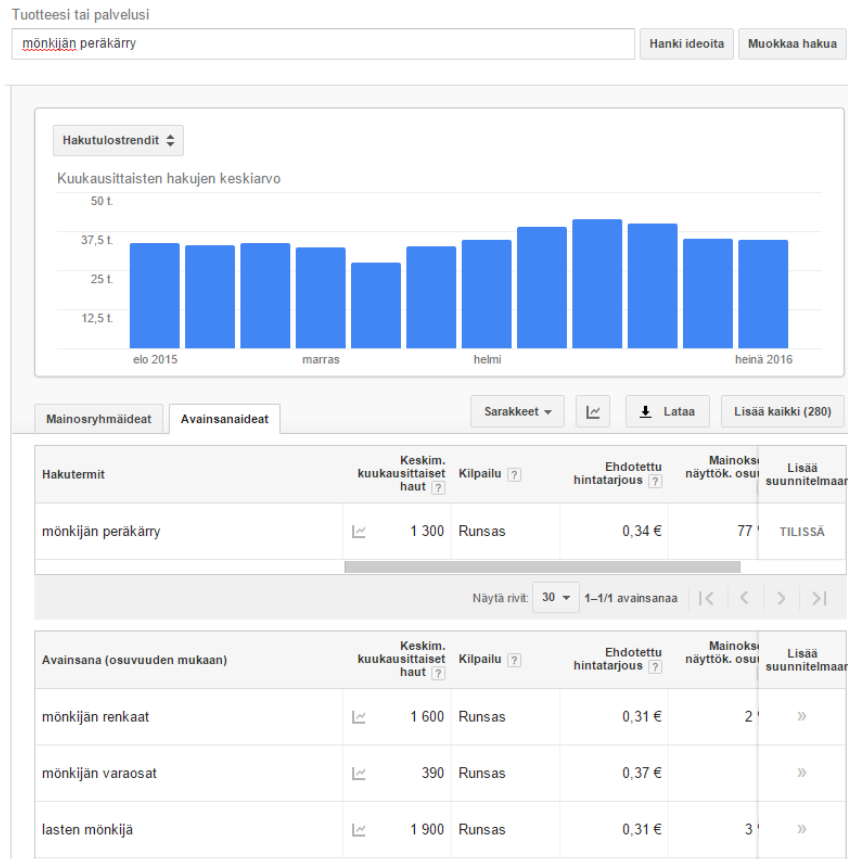 Tuotteesi tai palvelusi
mönkijän peräkärry
Hanki ideoita
Muokkaa hakua
Hakutulostrendit
Kuukausittaisten hakujen keskiarvo
50 t.
37,5 t.
25 t.
12,5 t.
elo 2015 marras helmi heinä 2016
Mainosryhmäideat Avainsanaideat Sarakkeet Lataa Lisää kaikki (280)
Hakutermit Keskim. kuukausittaiset haut ? Kilpailu ? Ehdotettu hintatarjous ? näyttök. Lisää suunnitelmaan
mönkijän peräkärry 1 300 Runsas 0,34 € 77 TILISSÄ
Näytä rivit: 30 1–1/1 avainsanaa
Avainsana (osuvuuden mukaan) Keskim. kuukausittaiset haut ? Kilpailu ? Ehdotettu hintatarjous ? näyttök. Lisää suunnitelmaan
mönkijän renkaat 1 600 Runsas 0,31 € 2 »
mönkijän varaosat 390 Runsas 0,37 € »
lasten mönkijä 1 900 Runsas 0,31 € 3 »